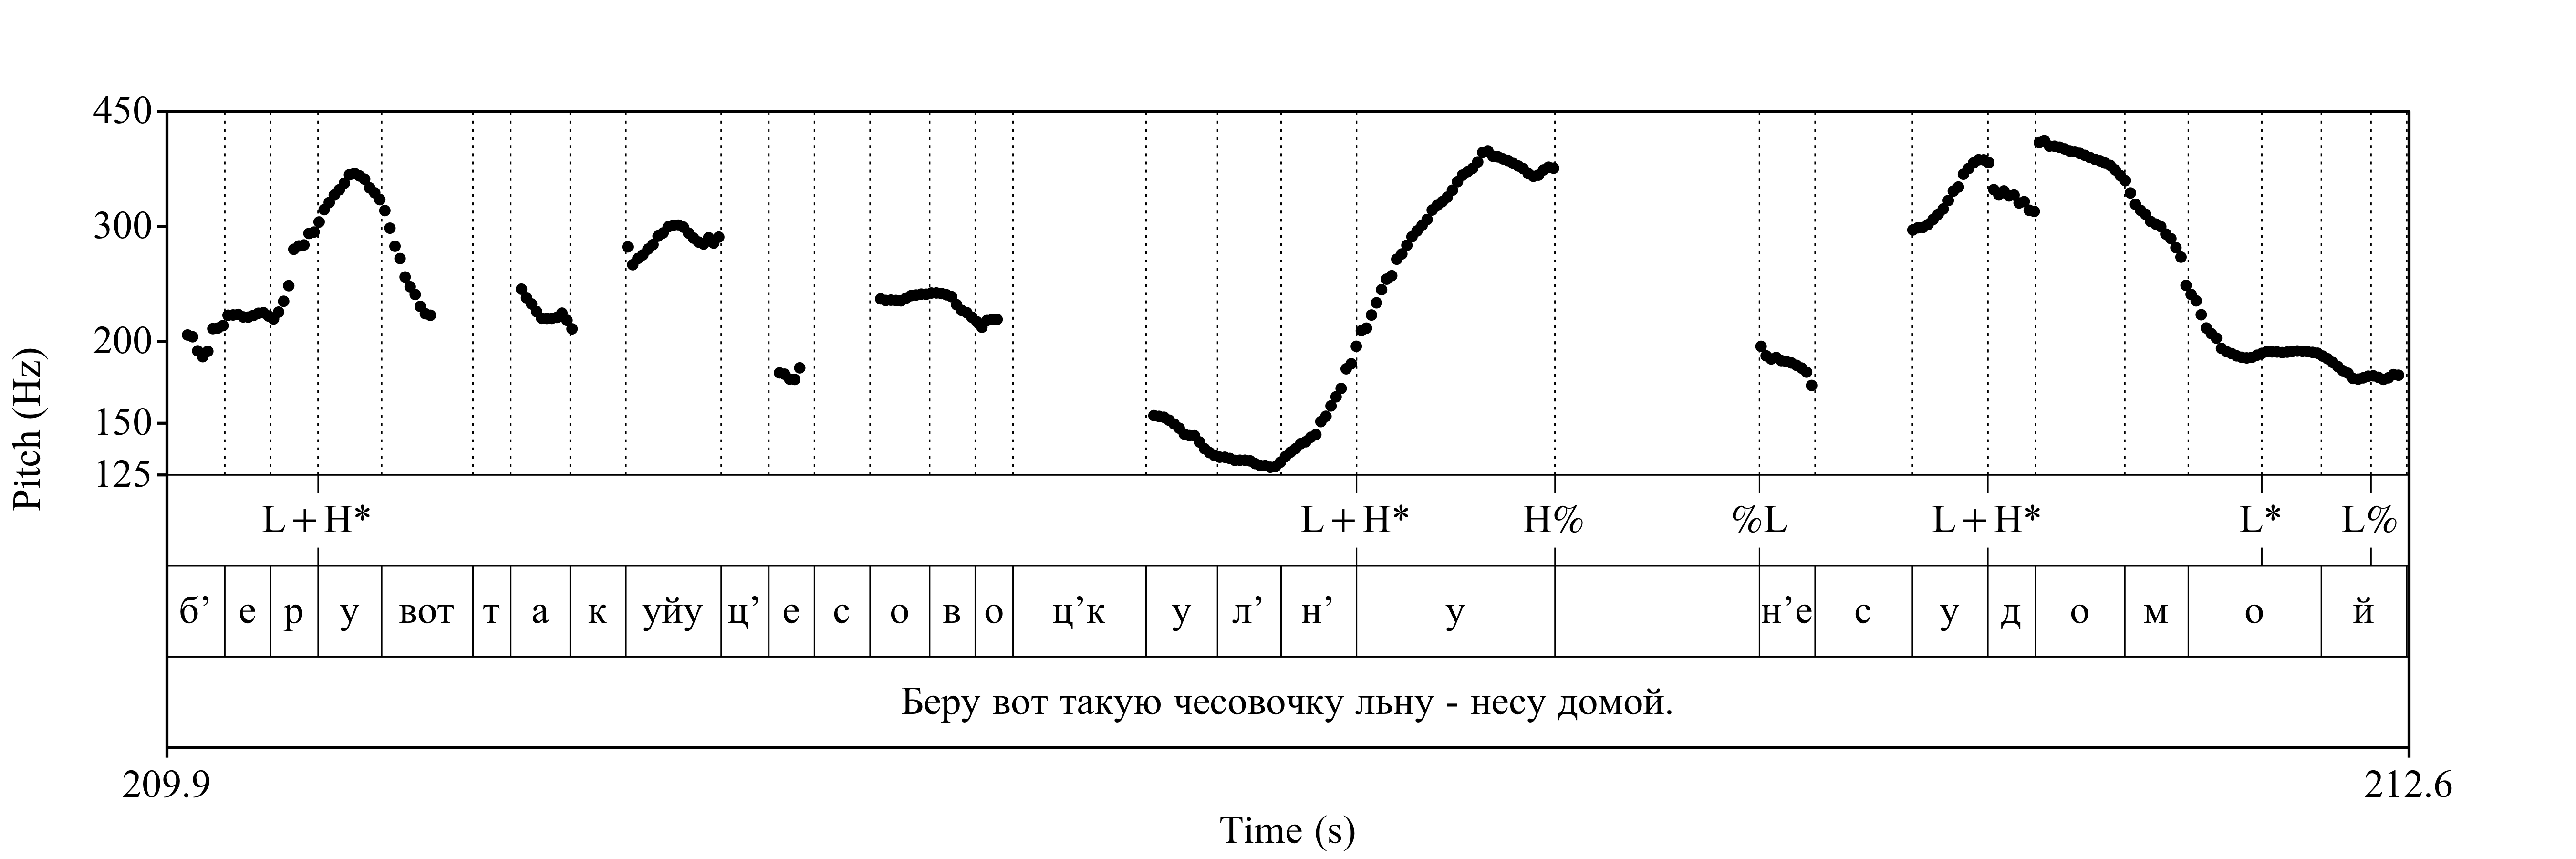 450
300
200
150
125
Pitch (Hz)
L+H* L+H* H% %L L+H* L* L%
б’ е р у вот т а к уйу ц’ е с о в о ц’к у л’ н’ у н’е с у д о м о й
Беру вот такую чесовочку льну - несу домой.
209.9 212.6
Time (s)